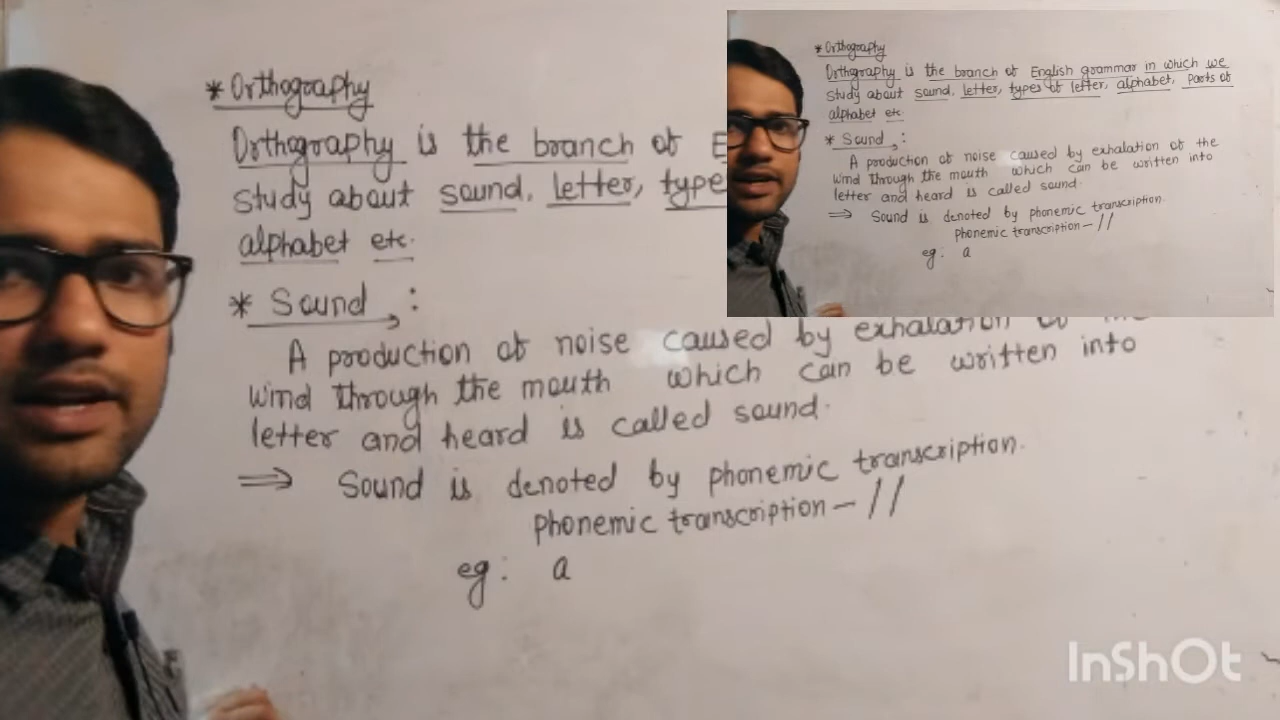 * Orthography
Orthography is the branch of E
study about sound, letter, type
alphabet etc.
* Sound :
A production of noise caused by exhalation of the
wind through the mouth which can be written into
letter and heard is called sound.
⇒ Sound is denoted by phonemic transcription.
phonemic transcription - //
eg: a
* Orthography
Orthography is the branch of English grammar in which we
study about sound, letter, types of letter, alphabet, parts of
alphabet etc.
* Sound :
A production of noise caused by exhalation of the
wind through the mouth which can be written into
letter and heard is called sound.
⇒ Sound is denoted by phonemic transcription.
phonemic transcription - //
eg: a
InShOt